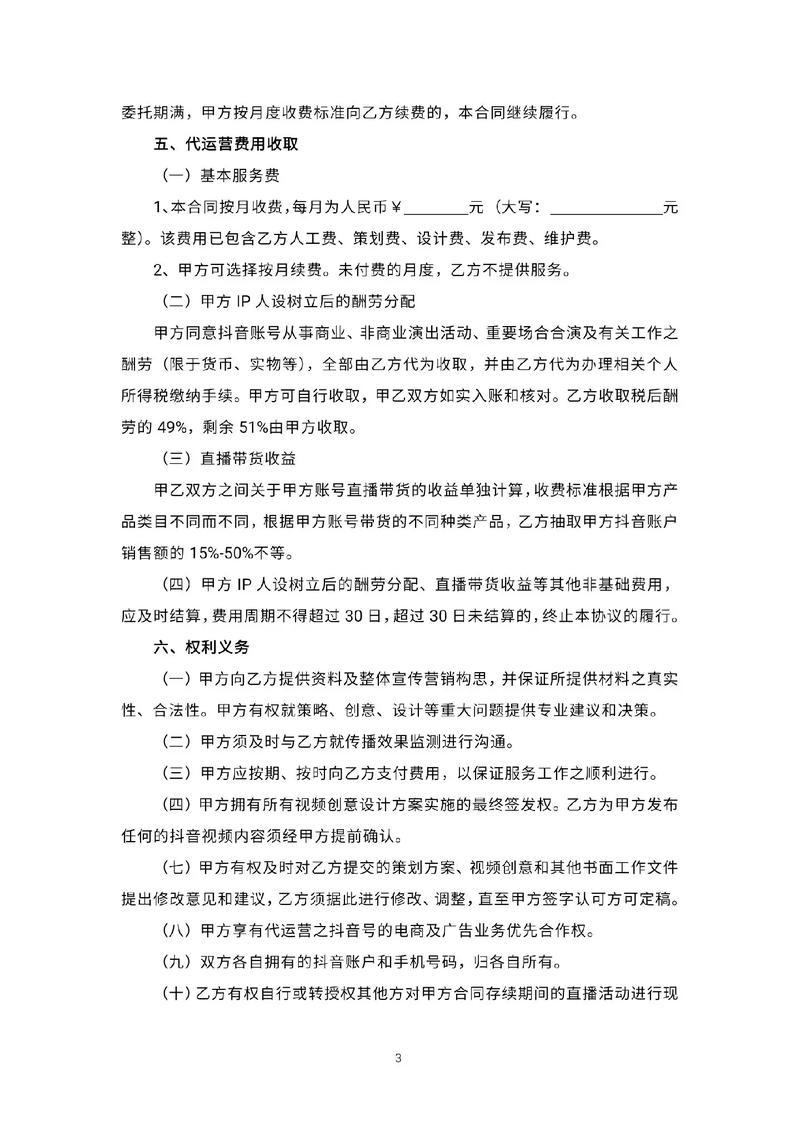 委托期满，甲方按月度收费标准向乙方续费的，本合同继续履行。
五、代运营费用收取
（一）基本服务费
1、本合同按月收费，每月为人民币￥________元（大写：______________元
整）。该费用已包含乙方人工费、策划费、设计费、发布费、维护费。
2、甲方可选择按月续费。未付费的月度，乙方不提供服务。
（二）甲方 IP 人设树立后的酬劳分配
甲方同意抖音账号从事商业、非商业演出活动、重要场合合演及有关工作之
酬劳（限于货币、实物等），全部由乙方代为收取，并由乙方代为办理相关个人
所得税缴纳手续。甲方可自行收取，甲乙双方如实入账和核对。乙方收取税后酬
劳的 49%，剩余 51%由甲方收取。
（三）直播带货收益
甲乙双方之间关于甲方账号直播带货的收益单独计算，收费标准根据甲方产
品类目不同而不同，根据甲方账号带货的不同种类产品，乙方抽取甲方抖音账户
销售额的 15%-50%不等。
（四）甲方 IP 人设树立后的酬劳分配、直播带货收益等其他非基础费用，
应及时结算，费用周期不得超过 30 日，超过 30 日未结算的，终止本协议的履行。
六、权利义务
（一）甲方向乙方提供资料及整体宣传营销构思，并保证所提供材料之真实
性、合法性。甲方有权就策略、创意、设计等重大问题提供专业建议和决策。
（二）甲方须及时与乙方就传播效果监测进行沟通。
（三）甲方应按期、按时向乙方支付费用，以保证服务工作之顺利进行。
（四）甲方拥有所有视频创意设计方案实施的最终签发权。乙方为甲方发布
任何的抖音视频内容须经甲方提前确认。
（七）甲方有权及时对乙方提交的策划方案、视频创意和其他书面工作文件
提出修改意见和建议，乙方须据此进行修改、调整，直至甲方签字认可方可定稿。
（八）甲方享有代运营之抖音号的电商及广告业务优先合作权。
（九）双方各自拥有的抖音账户和手机号码，归各自所有。
（十）乙方有权自行或转授权其他方对甲方合同存续期间的直播活动进行现
3